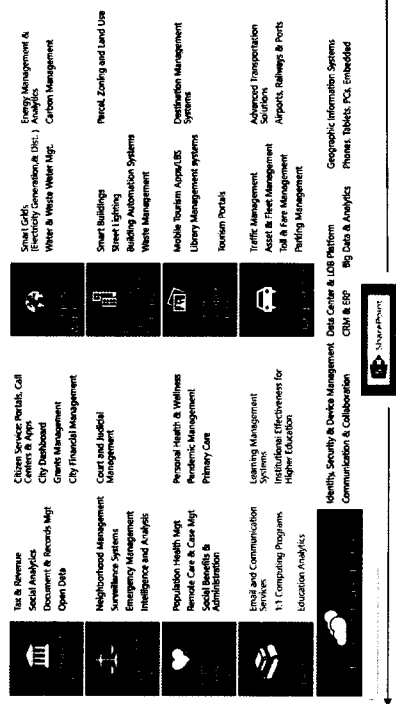 Tax & Revenue
Social Analytics
Document & Records Mgt
Open Data
Citizen Service: Portals, Call
Centers & Apps
City Dashboard
Grants Management
City Financial Management
Smart Grids
(Electricity Generation,& Dist.)
Water & Waste Water Mgt.
Energy Management &
Analytics
Carbon Management
Neighborhood Management
Surveillance Systems
Emergency Management
Intelligence and Analysis
Court and Judicial
Management
Smart Buildings
Street Lighting
Building Automation Systems
Waste Management
Parcel, Zoning and Land Use
Population Health Mgt
Remote Care & Case Mgt
Social Benefits &
Administration
Personal Health & Wellness
Pandemic Management
Primary Care
Mobile Tourism Apps/LBS
Library Management systems
Tourism Portals
Destination Management
Systems
Email and Communication
Services
1:1 Computing Programs
Education Analytics
Learning Management
Systems
Institutional Effectiveness for
Higher Education
Traffic Management
Asset & Fleet Management
Toll & Fare Management
Parking Management
Advanced Transportation
Solutions
Airports, Railways & Ports
Identity, Security & Device Management
Data Center & LOB Platform
Geographic Information Systems
Communication & Collaboration
CRM & ERP
Big Data & Analytics
Phones, Tablets, PCs, Embedded
SharePoint